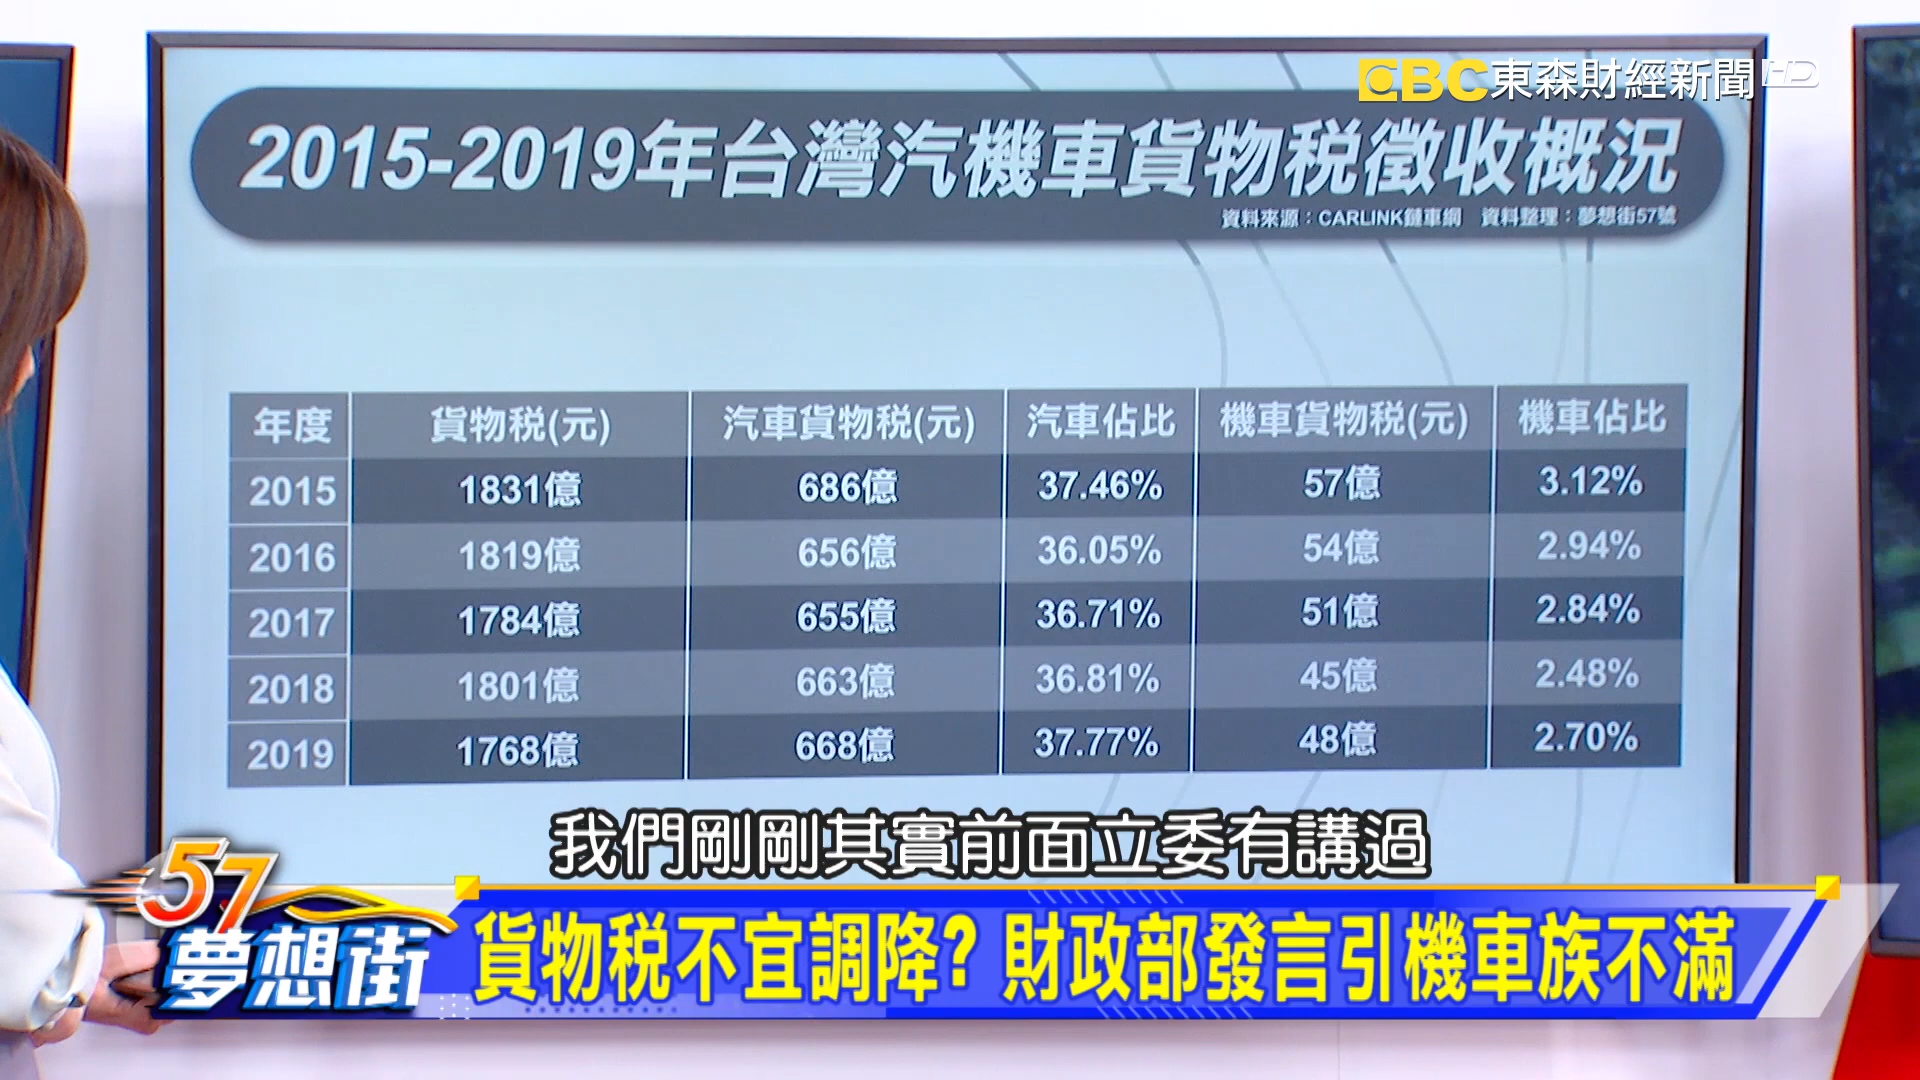 EBC東森財經新聞HD
2015-2019年台灣汽機車貨物税徵收概況
資料來源：CARLINK鏈車網 資料整理：夢想街57號
年度 貨物税(元) 汽車貨物税(元) 汽車佔比 機車貨物税(元) 機車佔比
2015 1831億 686億 37.46% 57億 3.12%
2016 1819億 656億 36.05% 54億 2.94%
2017 1784億 655億 36.71% 51億 2.84%
2018 1801億 663億 36.81% 45億 2.48%
2019 1768億 668億 37.77% 48億 2.70%
我們剛剛其實前面立委有講過
57
夢想街
貨物税不宜調降? 財政部發言引機車族不滿